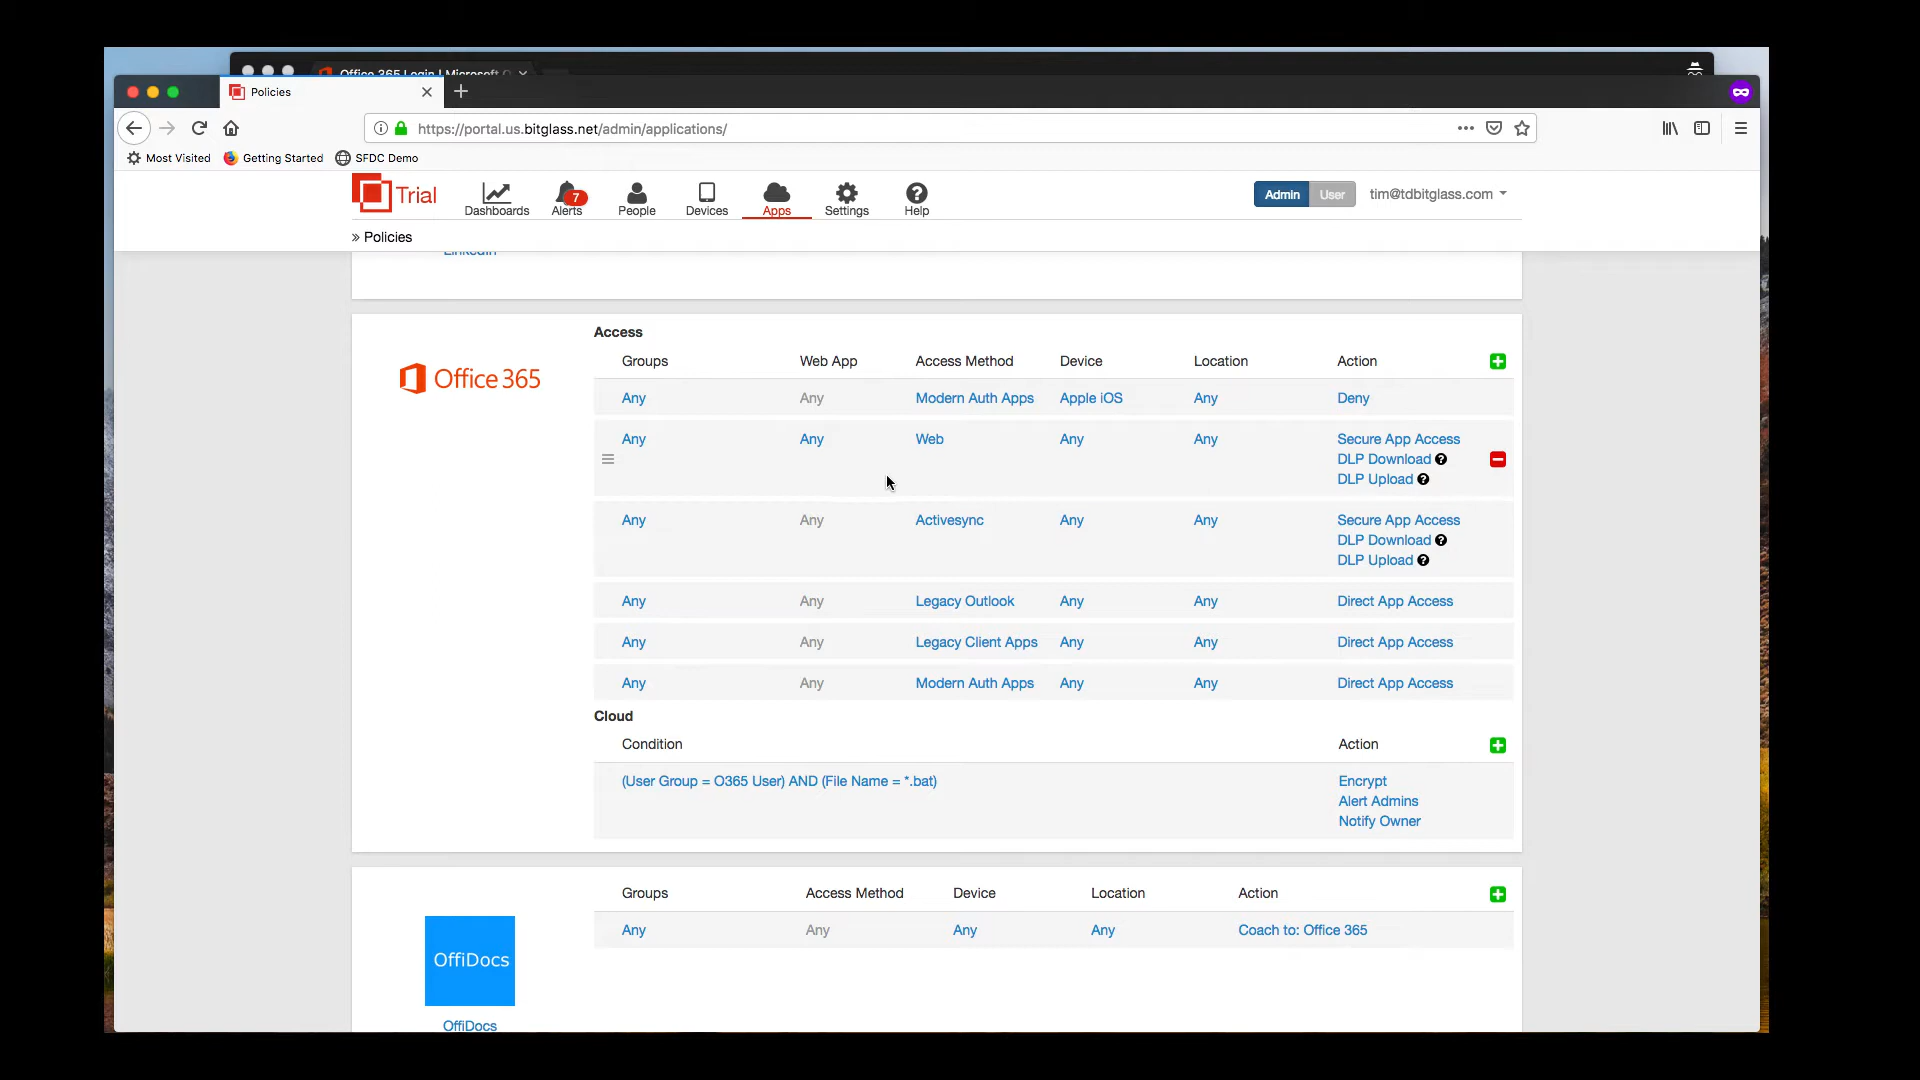 Office 365 Login | Microsoft O
Policies
https://portal.us.bitglass.net/admin/applications/
Most Visited Getting Started SFDC Demo
Trial Dashboards Alerts 7 People Devices Apps Settings Help Admin User tim@tdbitglass.com
» Policies
LinkedIn
Office 365
Access
Groups Web App Access Method Device Location Action
Any Any Modern Auth Apps Apple iOS Any Deny
Any Any Web Any Any Secure App Access
DLP Download ?
DLP Upload ?
Any Any Activesync Any Any Secure App Access
DLP Download ?
DLP Upload ?
Any Any Legacy Outlook Any Any Direct App Access
Any Any Legacy Client Apps Any Any Direct App Access
Any Any Modern Auth Apps Any Any Direct App Access
Cloud
Condition Action
(User Group = O365 User) AND (File Name = *.bat) Encrypt
Alert Admins
Notify Owner
Groups Access Method Device Location Action
Any Any Any Any Coach to: Office 365
OffiDocs
OffiDocs